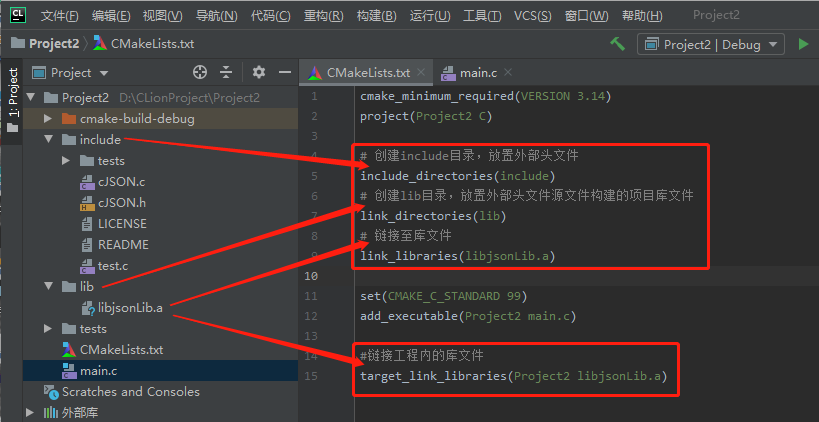 CL 文件(F) 编辑(E) 视图(V) 导航(N) 代码(C) 重构(R) 构建(B) 运行(U) 工具(T) VCS(S) 窗口(W) 帮助(H) Project2
Project2 CMakeLists.txt Project2 | Debug
1: Project
Project
Project2 D:\CLionProject\Project2
cmake-build-debug
include
tests
cJSON.c
cJSON.h
LICENSE
README
test.c
lib
libjsonLib.a
tests
CMakeLists.txt
main.c
Scratches and Consoles
外部库
CMakeLists.txt main.c
1 cmake_minimum_required(VERSION 3.14)
2 project(Project2 C)
3
4 # 创建include目录，放置外部头文件
5 include_directories(include)
6 # 创建lib目录，放置外部头文件源文件构建的项目库文件
7 link_directories(lib)
8 # 链接至库文件
9 link_libraries(libjsonLib.a)
10
11 set(CMAKE_C_STANDARD 99)
12 add_executable(Project2 main.c)
13
14 #链接工程内的库文件
15 target_link_libraries(Project2 libjsonLib.a)